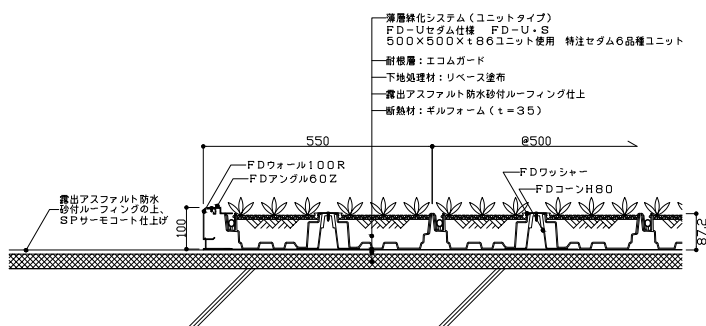 薄層緑化システム（ユニットタイプ）
ＦＤ－Ｕセダム仕様　ＦＤ－Ｕ・Ｓ
５００×５００×ｔ８６ユニット使用　特注セダム６品種ユニット
耐根層：エコムガード
下地処理材：リベース塗布
露出アスファルト防水砂付ルーフィング仕上
断熱材：ギルフォーム（ｔ＝３５）
550
@500
ＦＤウォール１００Ｒ
ＦＤアングル６０Ｚ
ＦＤワッシャー
ＦＤコーンＨ８０
露出アスファルト防水
砂付ルーフィングの上、
ＳＰサーモコート仕上げ
100
87.2